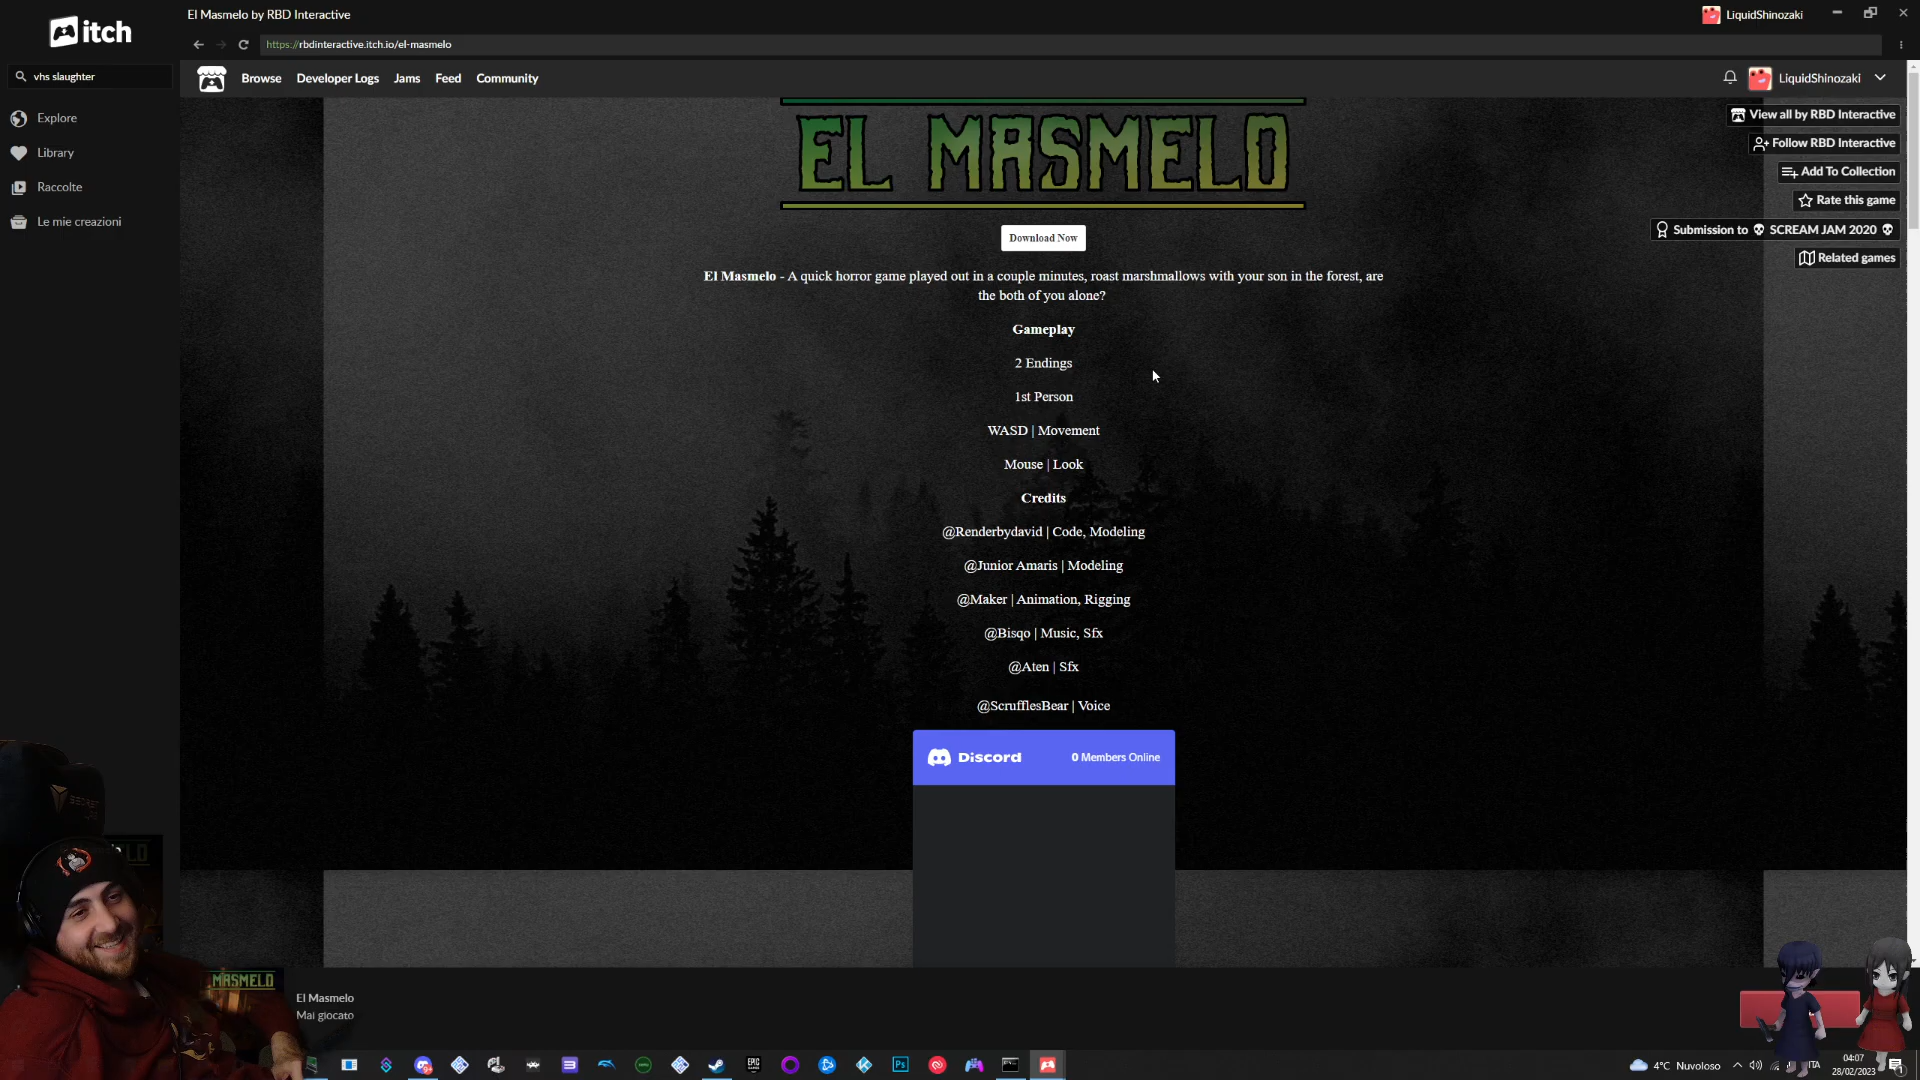 itch
El Masmelo by RBD Interactive
LiquidShinozaki
https://rbdinteractive.itch.io/el-masmelo
vhs slaughter
Explore
Library
Raccolte
Le mie creazioni
Browse
Developer Logs
Jams
Feed
Community
LiquidShinozaki
View all by RBD Interactive
Follow RBD Interactive
Add To Collection
Rate this game
Submission to 💀 SCREAM JAM 2020 💀
Related games
EL MASMELO
Download Now
El Masmelo - A quick horror game played out in a couple minutes, roast marshmallows with your son in the forest, are
the both of you alone?
Gameplay
2 Endings
1st Person
WASD | Movement
Mouse | Look
Credits
@Renderbydavid | Code, Modeling
@Junior Amaris | Modeling
@Maker | Animation, Rigging
@Bisqo | Music, Sfx
@Aten | Sfx
@ScrufflesBear | Voice
Discord
0 Members Online
MASMELO
El Masmelo
Mai giocato
EPIC
Ps
4°C Nuvoloso
ITA
04:07
28/02/2023